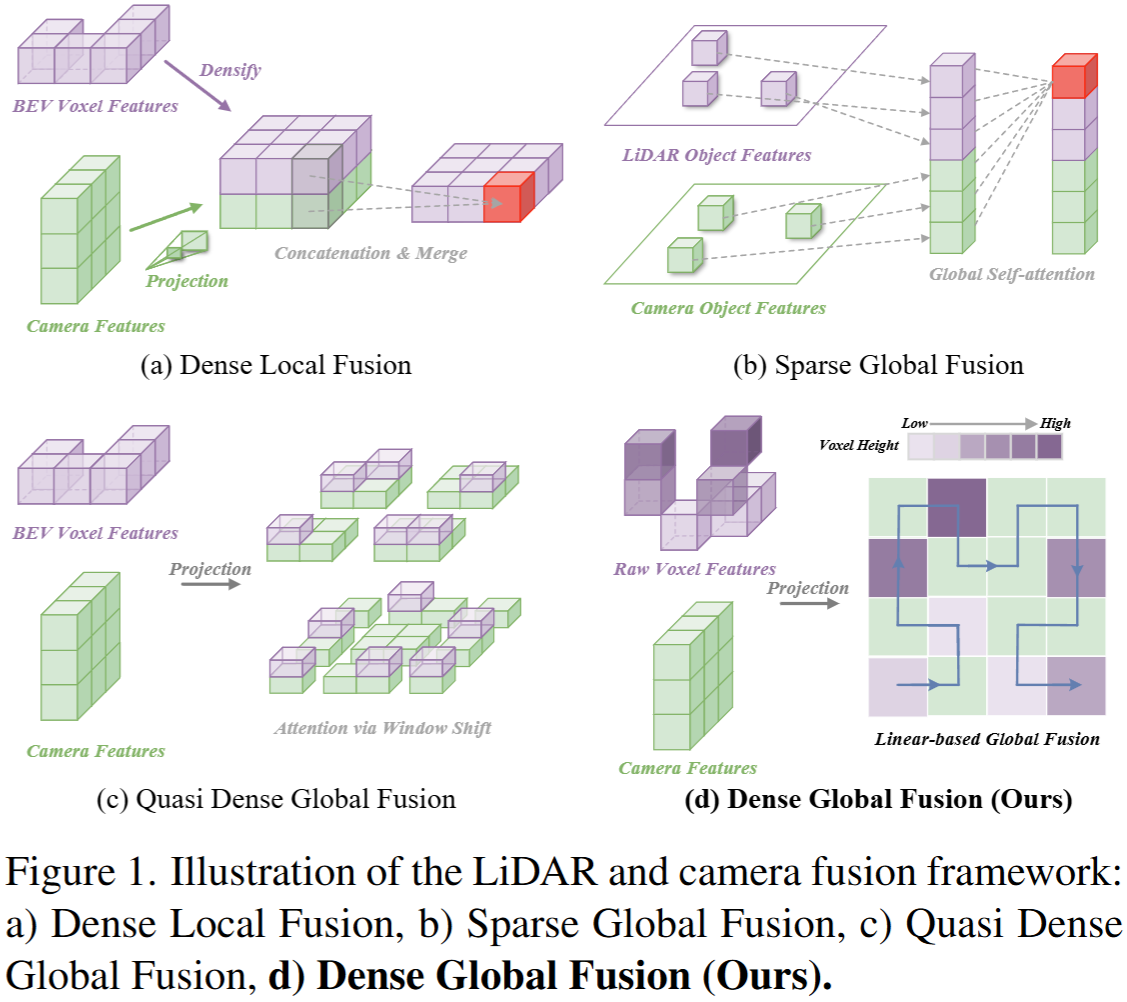 BEV Voxel Features
Densify
Camera Features
Projection
Concatenation & Merge
(a) Dense Local Fusion
LiDAR Object Features
Camera Object Features
Global Self-attention
(b) Sparse Global Fusion
BEV Voxel Features
Projection
Camera Features
Attention via Window Shift
(c) Quasi Dense Global Fusion
Low
High
Voxel Height
Raw Voxel Features
Projection
Camera Features
Linear-based Global Fusion
(d) Dense Global Fusion (Ours)
Figure 1. Illustration of the LiDAR and camera fusion framework:
a) Dense Local Fusion, b) Sparse Global Fusion, c) Quasi Dense
Global Fusion, d) Dense Global Fusion (Ours).